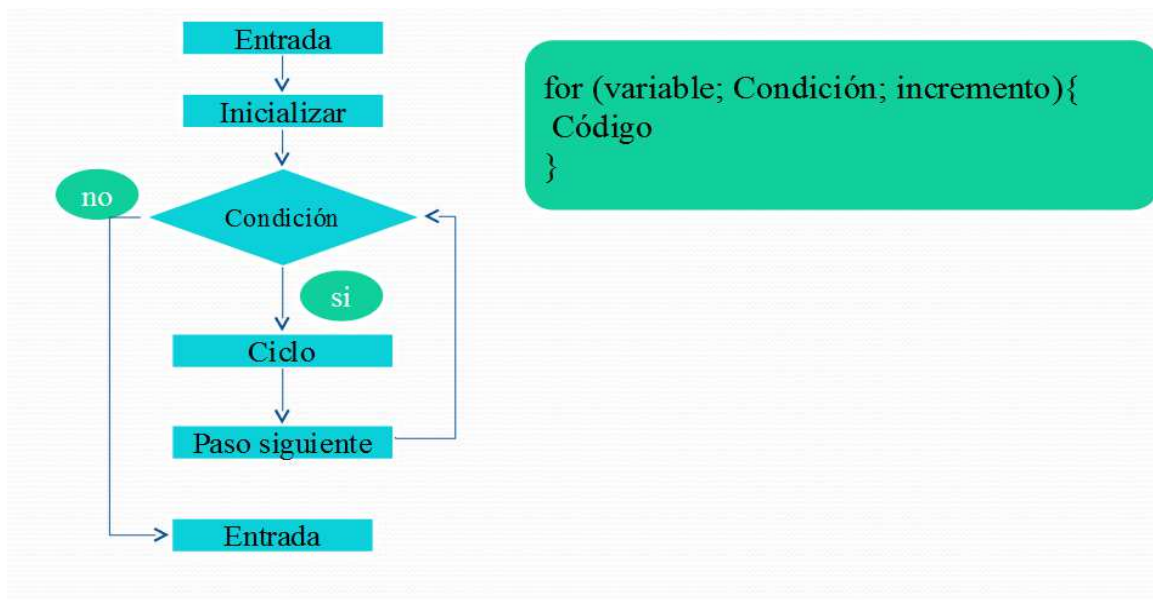 Entrada
Inicializar
no
Condición
si
Ciclo
Paso siguiente
Entrada
for (variable; Condición; incremento){
Código
}